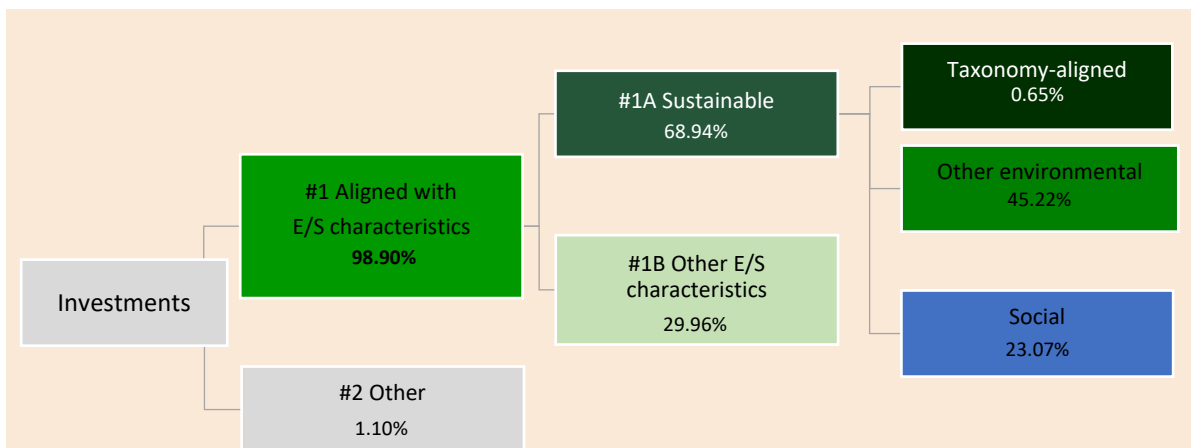 Investments
#1 Aligned with
E/S characteristics
98.90%
#2 Other
1.10%
#1A Sustainable
68.94%
#1B Other E/S
characteristics
29.96%
Taxonomy-aligned
0.65%
Other environmental
45.22%
Social
23.07%